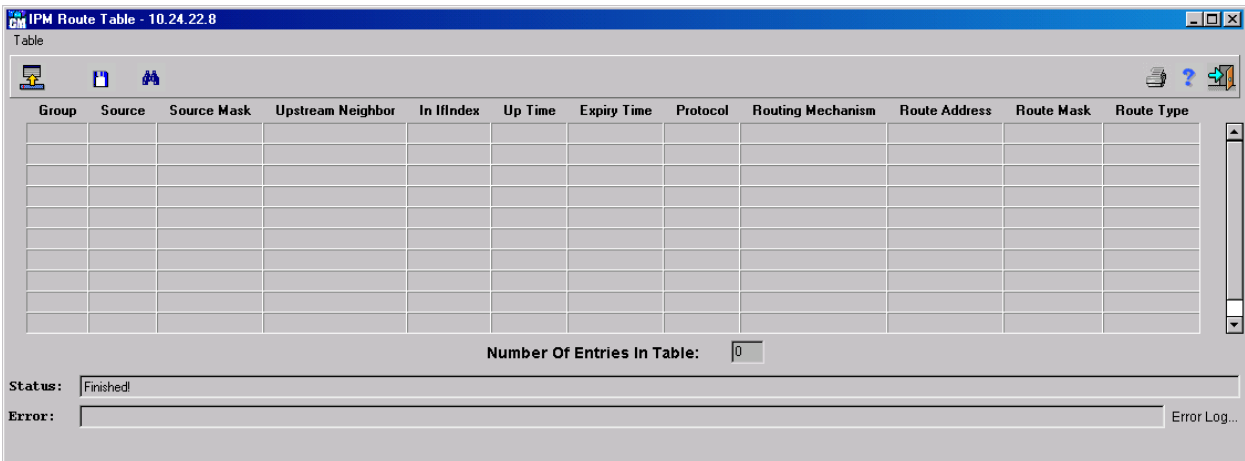 IPM Route Table - 10.24.22.8
Table
Group Source Source Mask Upstream Neighbor In IfIndex Up Time Expiry Time Protocol Routing Mechanism Route Address Route Mask Route Type
Number Of Entries In Table: 0
Status: Finished!
Error: Error Log...